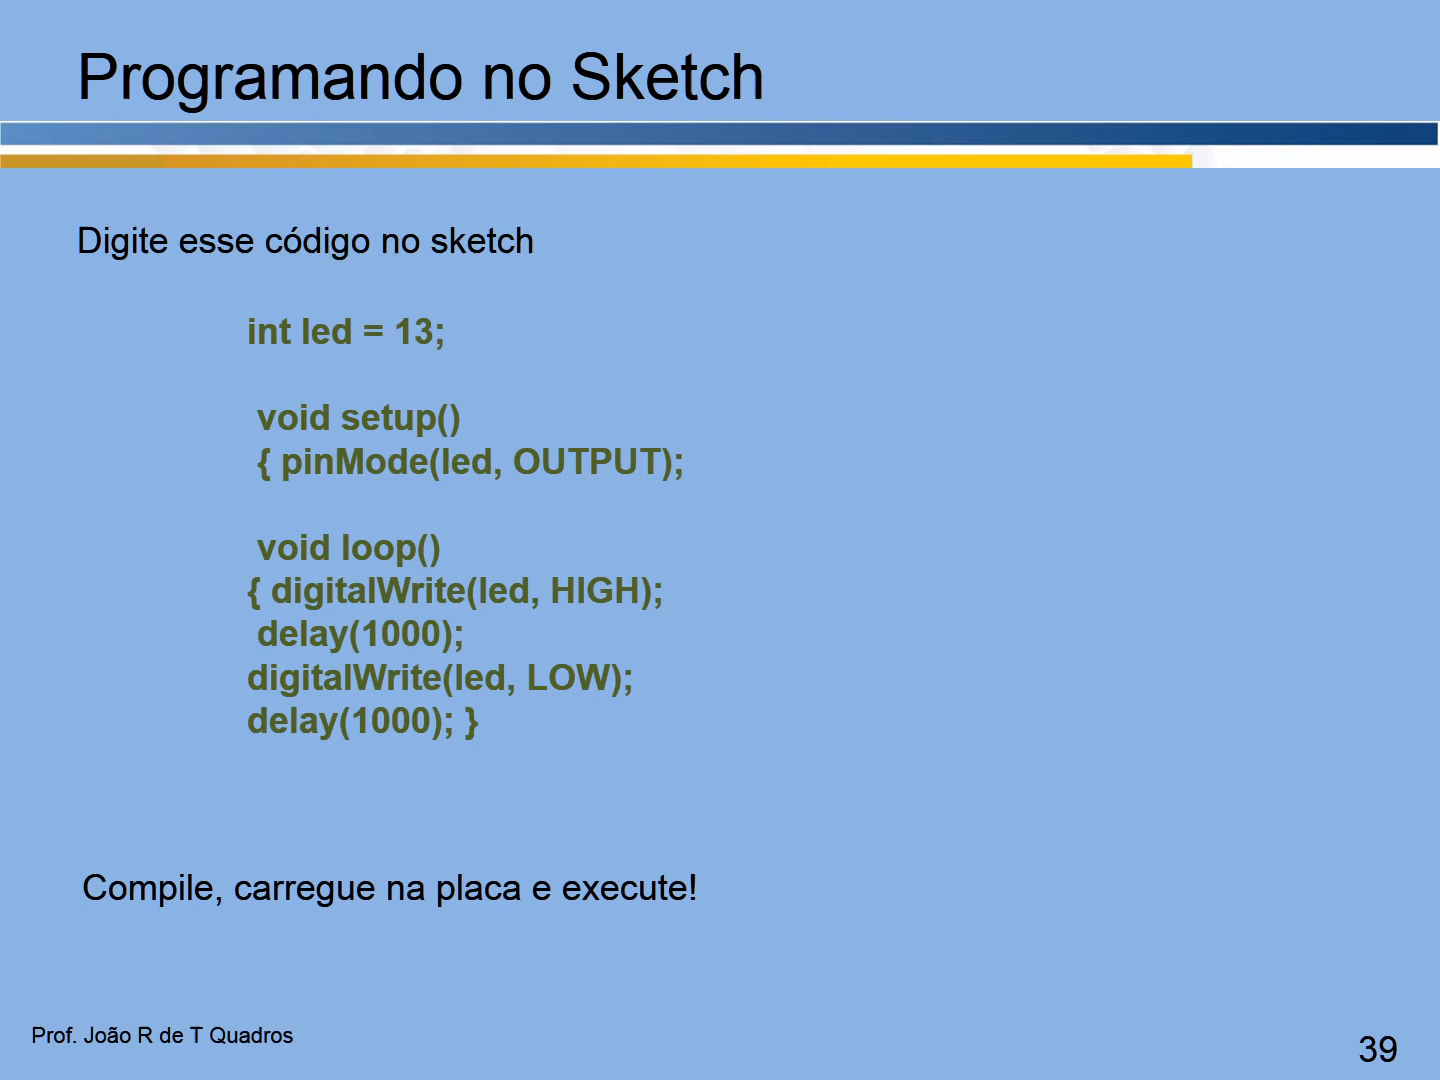 Programando no Sketch
Digite esse código no sketch
int led = 13;
void setup()
{ pinMode(led, OUTPUT);
void loop()
{ digitalWrite(led, HIGH);
delay(1000);
digitalWrite(led, LOW);
delay(1000); }
Compile, carregue na placa e execute!
Prof. João R de T Quadros
39